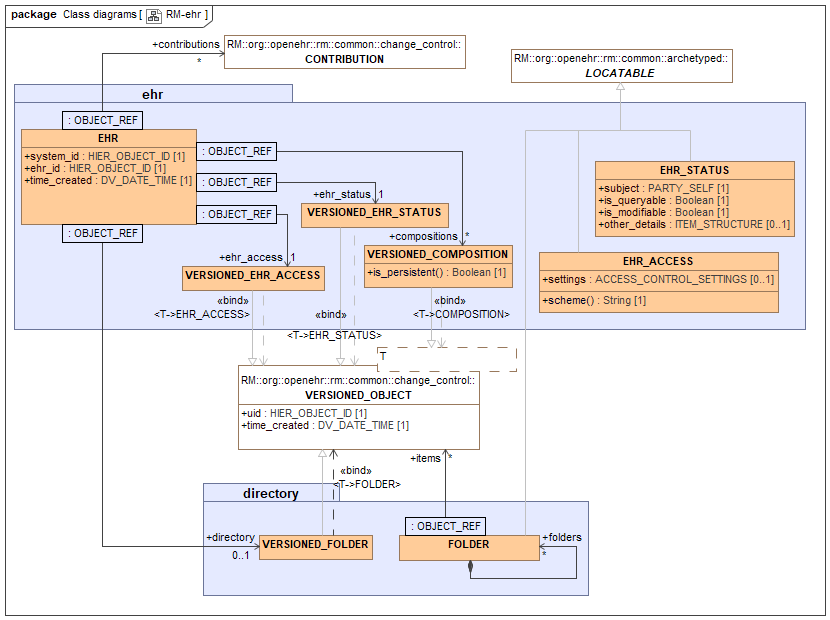 package Class diagrams [ RM-ehr ]
+contributions
*
RM::org::openehr::rm::common::change_control::
CONTRIBUTION
RM::org::openehr::rm::common::archetyped::
LOCATABLE
ehr
: OBJECT_REF
EHR
+system_id : HIER_OBJECT_ID [1]
+ehr_id : HIER_OBJECT_ID [1]
+time_created : DV_DATE_TIME [1]
: OBJECT_REF
: OBJECT_REF
: OBJECT_REF
: OBJECT_REF
+ehr_status 1
VERSIONED_EHR_STATUS
EHR_STATUS
+subject : PARTY_SELF [1]
+is_queryable : Boolean [1]
+is_modifiable : Boolean [1]
+other_details : ITEM_STRUCTURE [0..1]
+compositions *
VERSIONED_COMPOSITION
+is_persistent() : Boolean [1]
+ehr_access 1
VERSIONED_EHR_ACCESS
EHR_ACCESS
+settings : ACCESS_CONTROL_SETTINGS [0..1]
+scheme() : String [1]
«bind»
<T->EHR_ACCESS>
«bind»
<T->EHR_STATUS>
«bind»
<T->COMPOSITION>
T
RM::org::openehr::rm::common::change_control::
VERSIONED_OBJECT
+uid : HIER_OBJECT_ID [1]
+time_created : DV_DATE_TIME [1]
+items *
«bind»
<T->FOLDER>
directory
: OBJECT_REF
+directory
0..1
VERSIONED_FOLDER
FOLDER
+folders
*